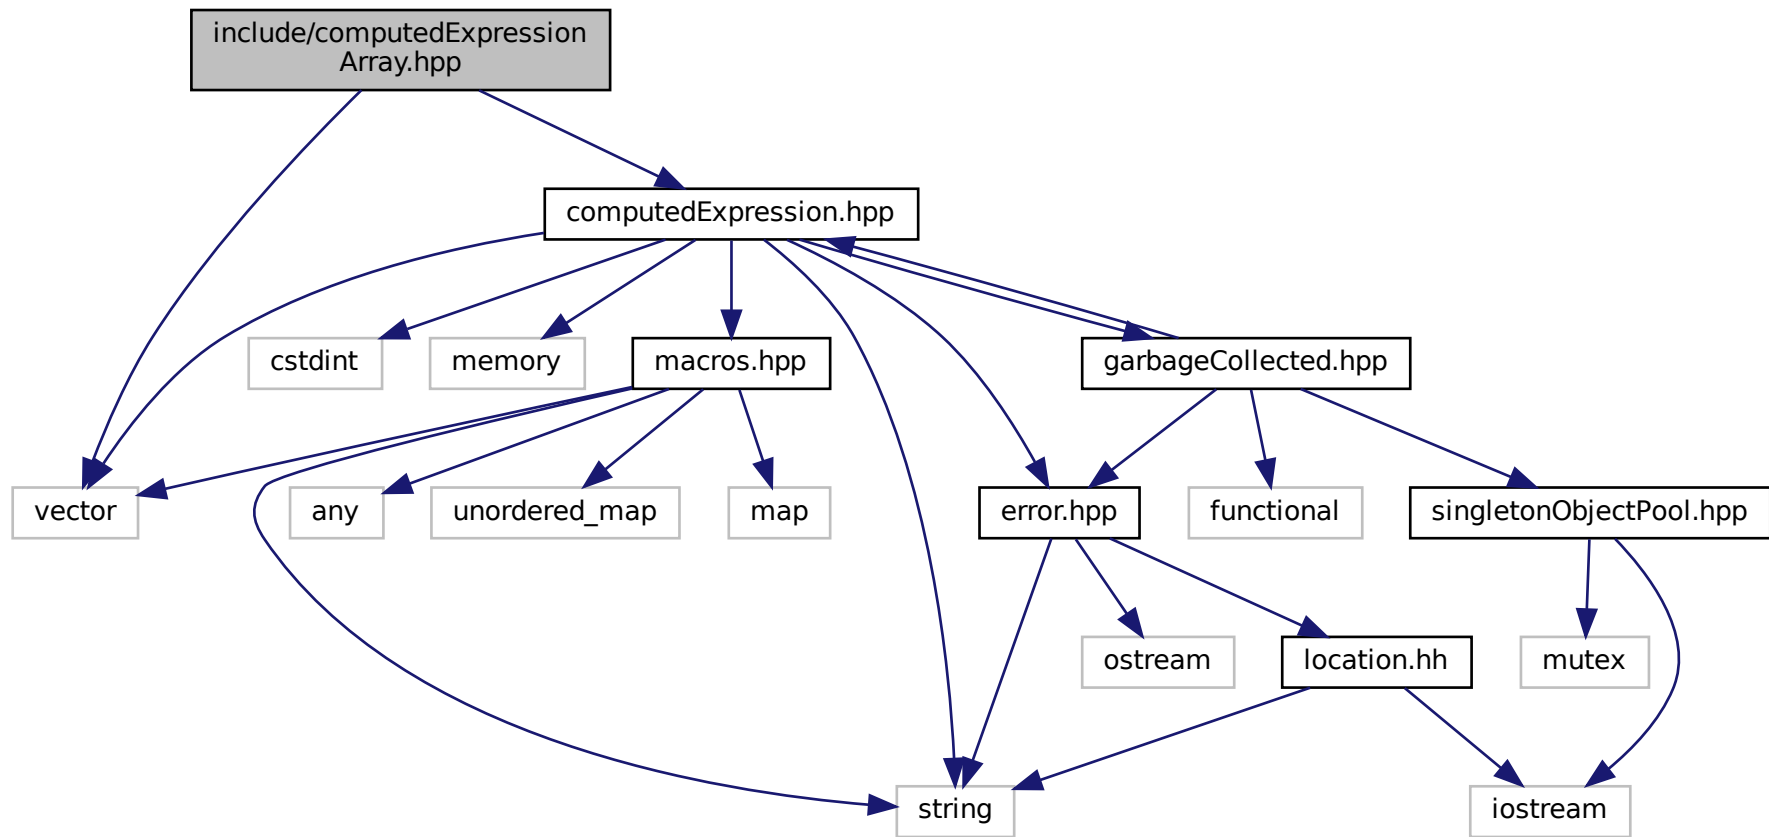 include/computedExpression
Array.hpp
computedExpression.hpp
cstdint
memory
macros.hpp
garbageCollected.hpp
vector
any
unordered_map
map
error.hpp
functional
singletonObjectPool.hpp
ostream
location.hh
mutex
string
iostream